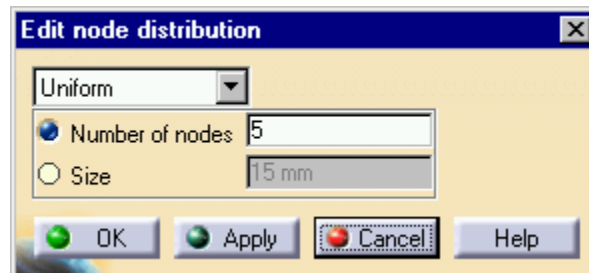 Edit node distribution
Uniform
Number of nodes 5
Size 15 mm
OK Apply Cancel Help